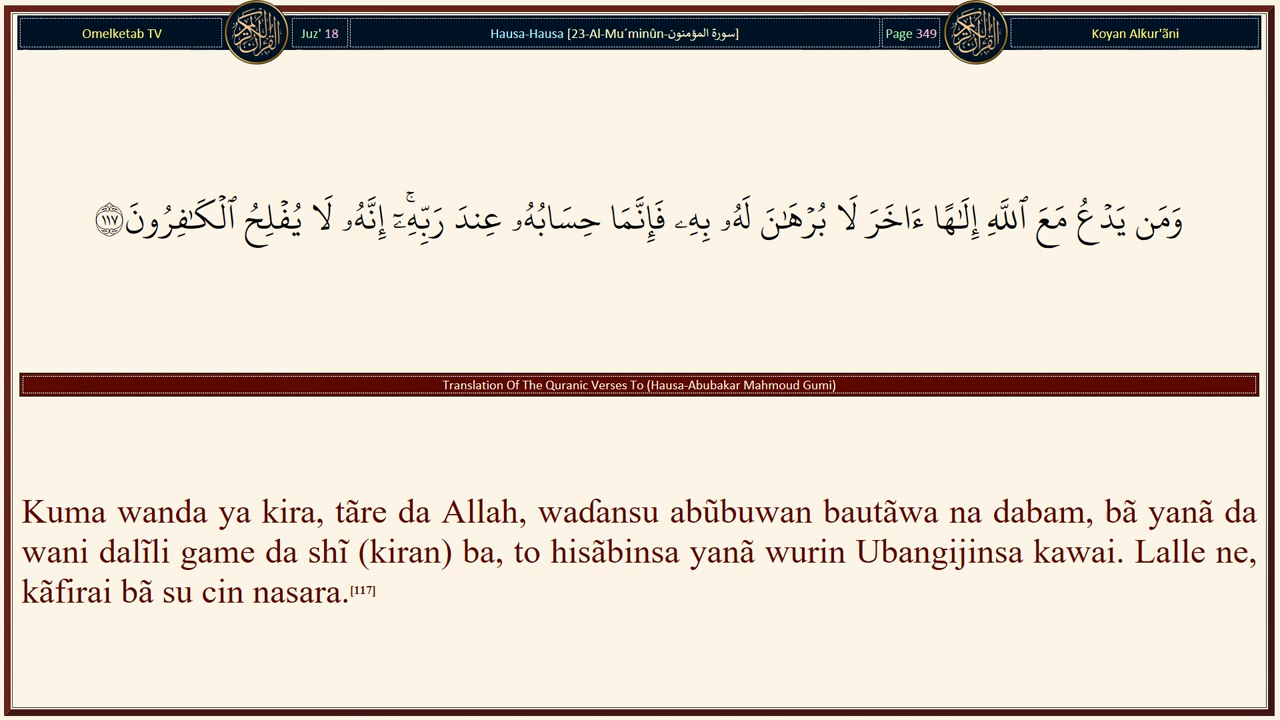 Omelketab TV
Juz' 18
Hausa-Hausa [23-Al-Mu´minûn-سورة المؤمنون]
Page 349
Koyan Alƙur'ãni
وَمَن يَدۡعُ مَعَ ٱللَّهِ إِلَٰهًا ءَاخَرَ لَا بُرۡهَٰنَ لَهُۥ بِهِۦ فَإِنَّمَا حِسَابُهُۥ عِندَ رَبِّهِۦٓۚ إِنَّهُۥ لَا يُفۡلِحُ ٱلۡكَٰفِرُونَ ١١٧
Translation Of The Quranic Verses To (Hausa-Abubakar Mahmoud Gumi)
Kuma wanda ya kira, tãre da Allah, waɗansu abũbuwan bautãwa na dabam, bã yanã da
wani dalĩli game da shĩ (kiran) ba, to hisãbinsa yanã wurin Ubangijinsa kawai. Lalle ne,
kãfirai bã su cin nasara.[117]